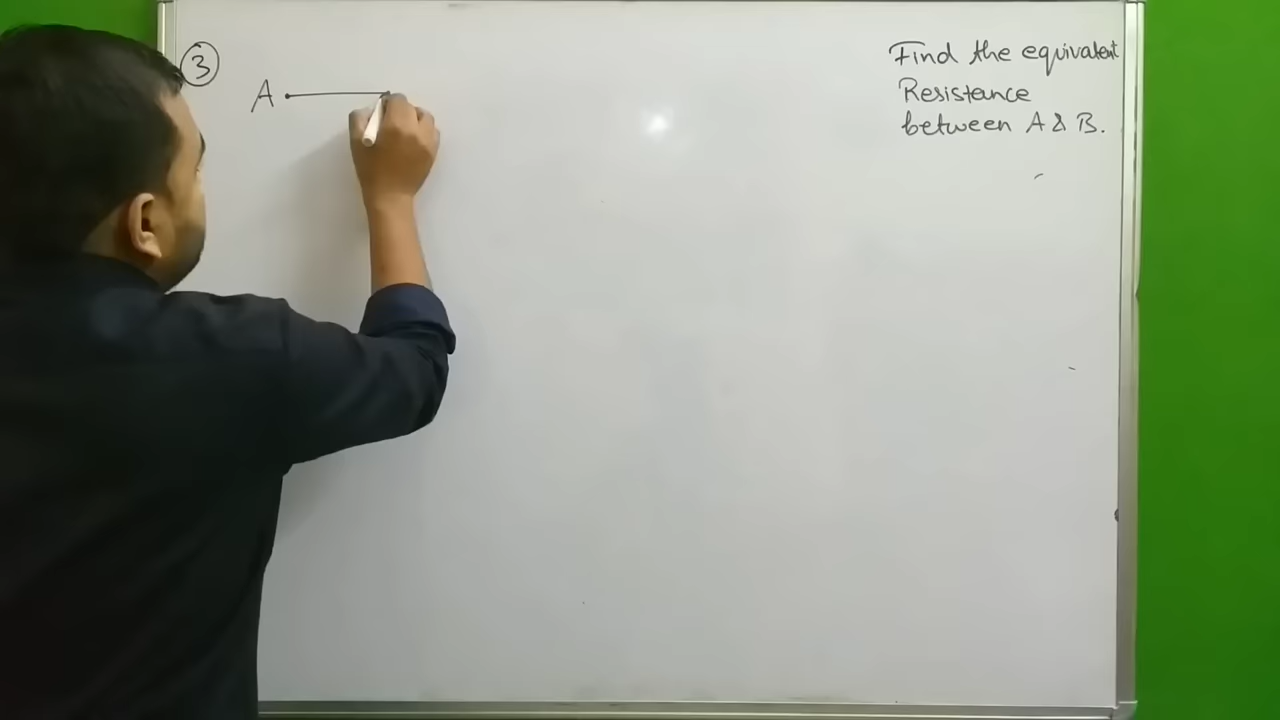 3
A
Find the equivalent
Resistance
between A & B.